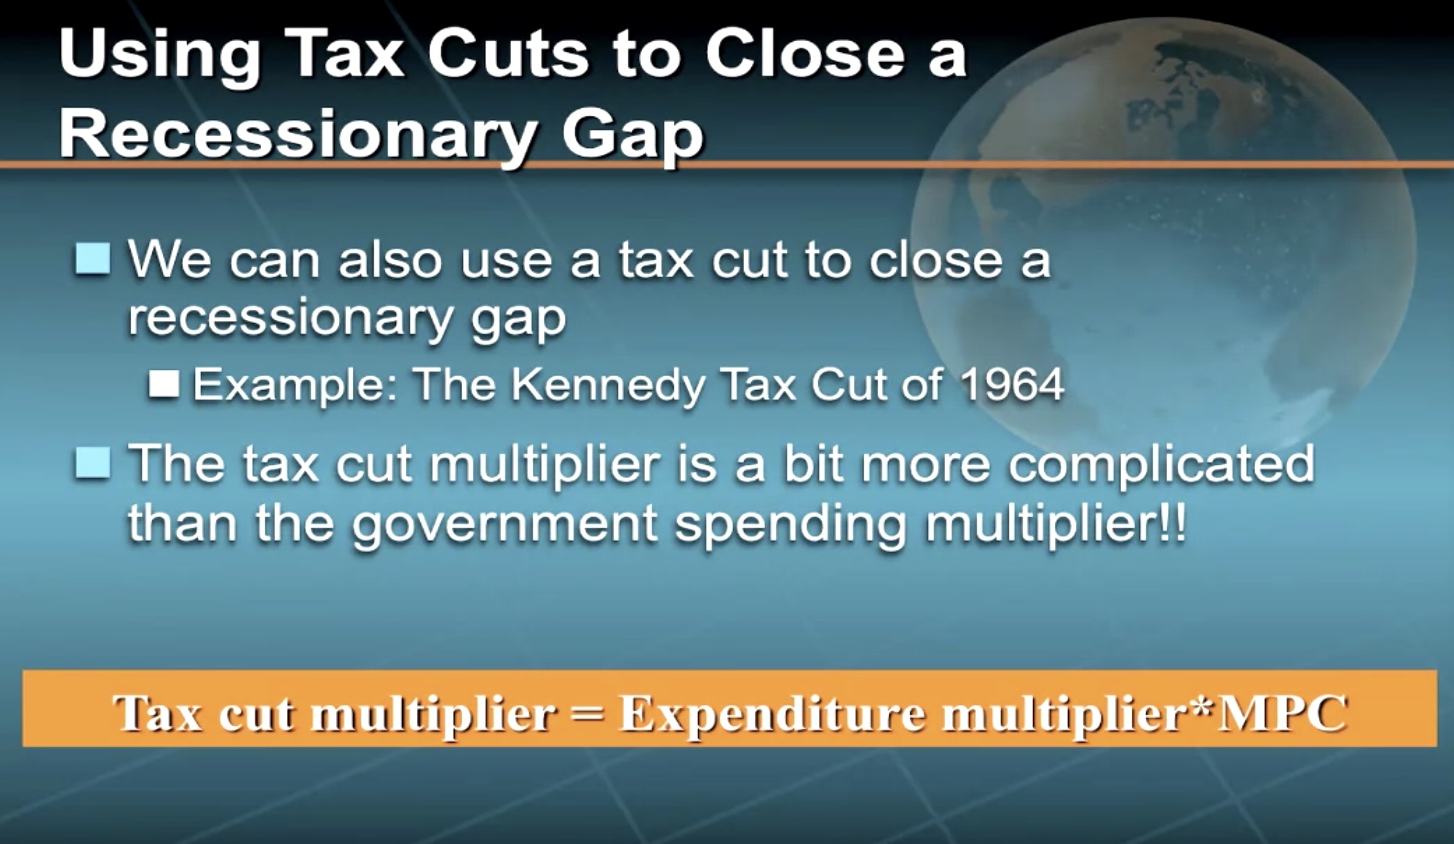 Using Tax Cuts to Close a
Recessionary Gap
We can also use a tax cut to close a
recessionary gap
Example: The Kennedy Tax Cut of 1964
The tax cut multiplier is a bit more complicated
than the government spending multiplier!!
Tax cut multiplier = Expenditure multiplier*MPC